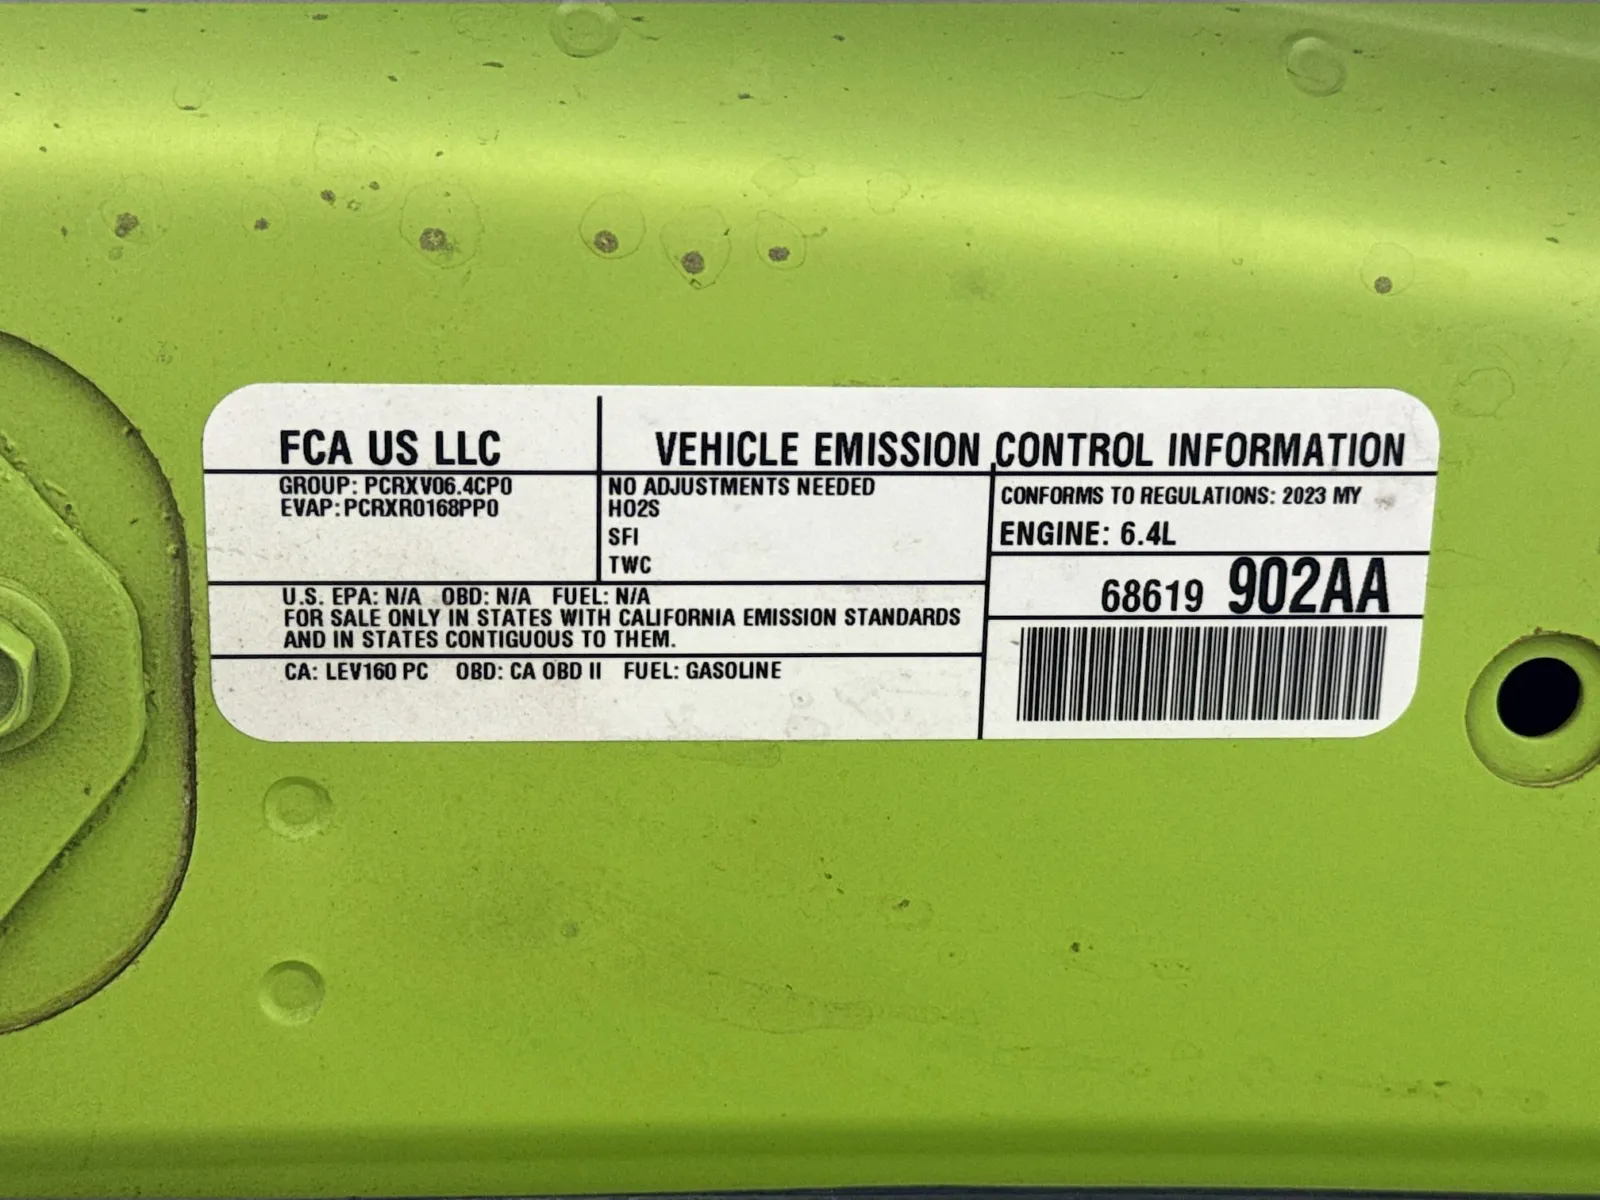 FCA US LLC
VEHICLE EMISSION CONTROL INFORMATION
GROUP: PCRXV06.4CP0
EVAP: PCRXR0168PP0
NO ADJUSTMENTS NEEDED
HO2S
SFI
TWC
CONFORMS TO REGULATIONS: 2023 MY
ENGINE: 6.4L
68619 902AA
U.S. EPA: N/A OBD: N/A FUEL: N/A
FOR SALE ONLY IN STATES WITH CALIFORNIA EMISSION STANDARDS
AND IN STATES CONTIGUOUS TO THEM.
CA: LEV160 PC OBD: CA OBD II FUEL: GASOLINE